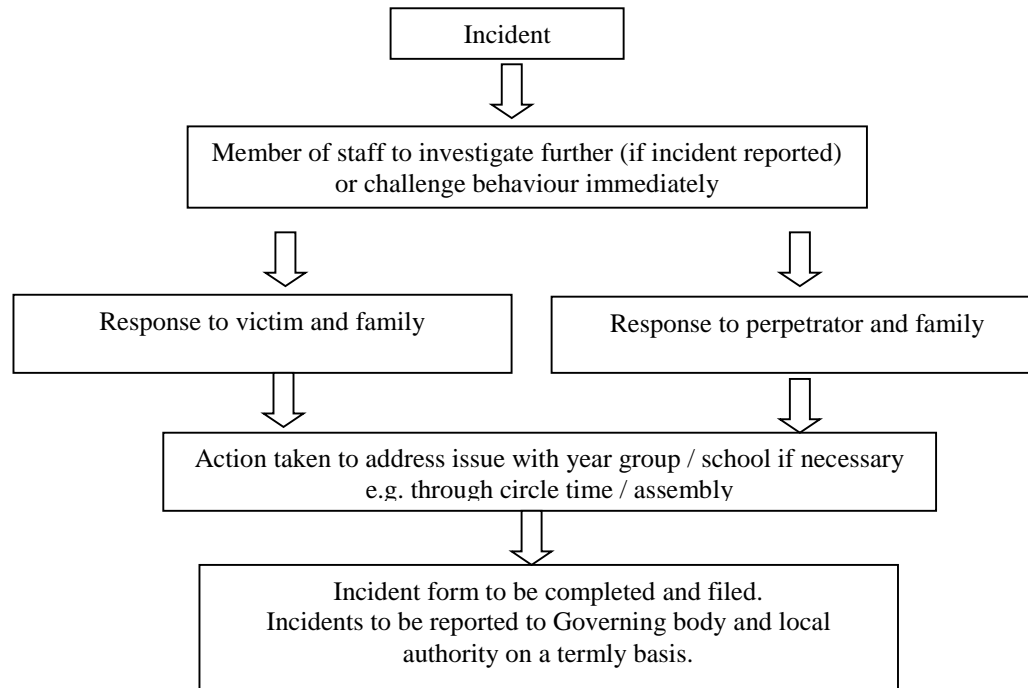 Incident
Member of staff to investigate further (if incident reported)
or challenge behaviour immediately
Response to victim and family
Response to perpetrator and family
Action taken to address issue with year group / school if necessary
e.g. through circle time / assembly
Incident form to be completed and filed.
Incidents to be reported to Governing body and local
authority on a termly basis.